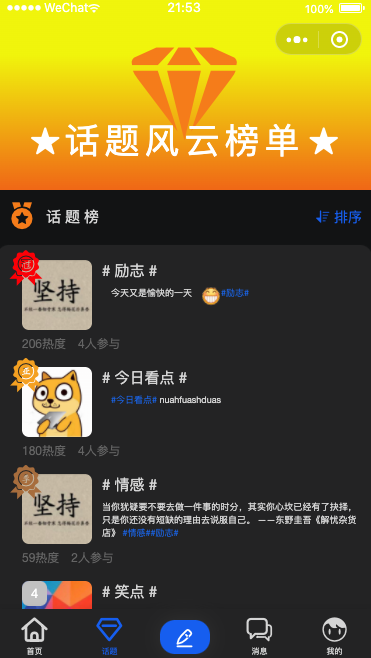 WeChat
21:53
100%
★话题风云榜单★
话题榜
排序
# 励志 #
今天又是愉快的一天 😁#励志#
坚持
206热度 4人参与
# 今日看点 #
#今日看点# nuahfuashduas
180热度 4人参与
# 情感 #
当你犹疑要不要去做一件事的时分，其实你心坎已经有了抉择，
只是你还没有短缺的理由去说服自己。 ——东野圭吾《解忧杂货
店》 #情感##励志#
坚持
59热度 2人参与
4
# 笑点 #
首页
话题
消息
我的